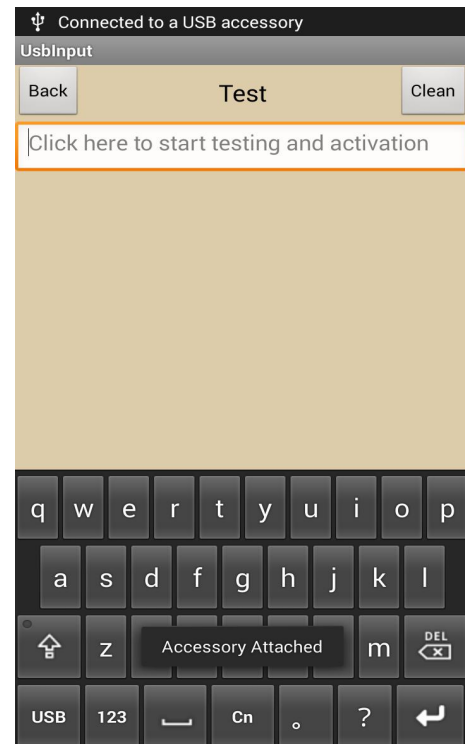 Connected to a USB accessory
UsbInput
Back Test Clean
Click here to start testing and activation
q w e r t y u i o p
a s d f g h j k l
z Accessory Attached m DEL
USB 123 Cn 。 ?